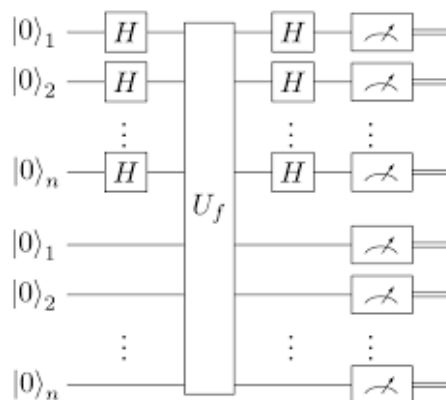 |0⟩₁ H H
|0⟩₂ H H
⋮ ⋮ ⋮
|0⟩ₙ H H
U_f
|0⟩₁
|0⟩₂
⋮ ⋮ ⋮
|0⟩ₙ